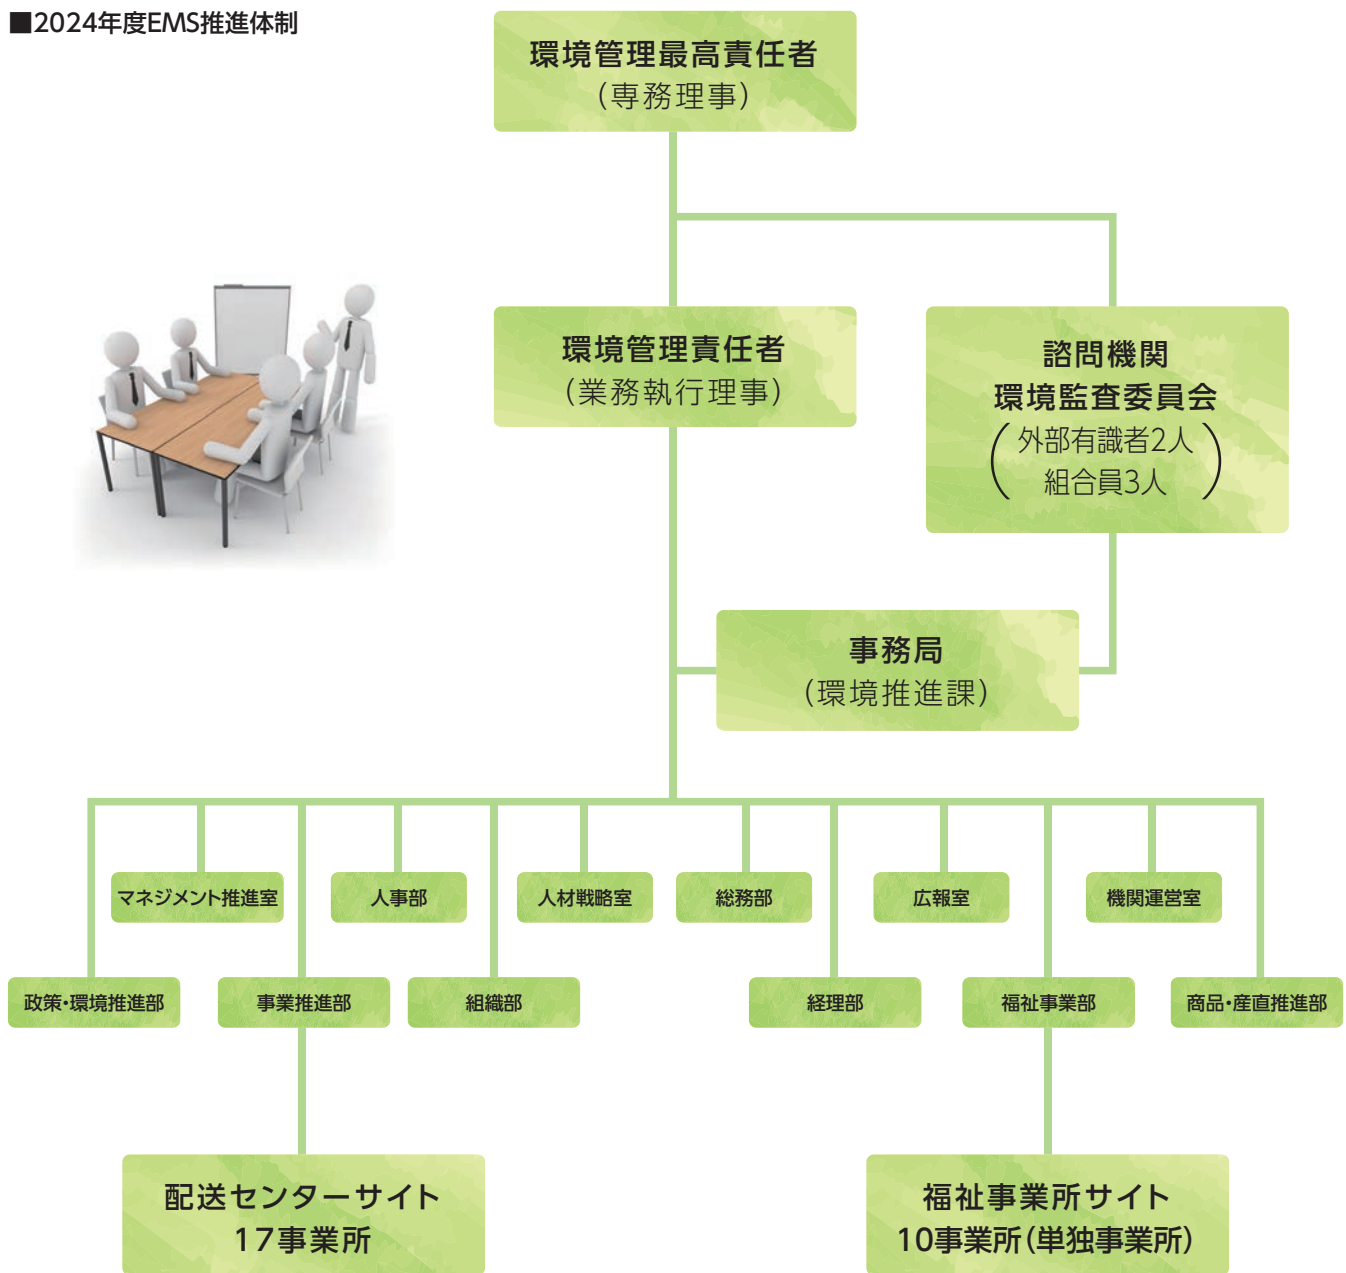 ■2024年度EMS推進体制
環境管理最高責任者
（専務理事）
環境管理責任者
（業務執行理事）
諮問機関
環境監査委員会
（外部有識者2人
組合員3人）
事務局
（環境推進課）
マネジメント推進室
人事部
人材戦略室
総務部
広報室
機関運営室
政策・環境推進部
事業推進部
組織部
経理部
福祉事業部
商品・産直推進部
配送センターサイト
17事業所
福祉事業所サイト
10事業所（単独事業所）